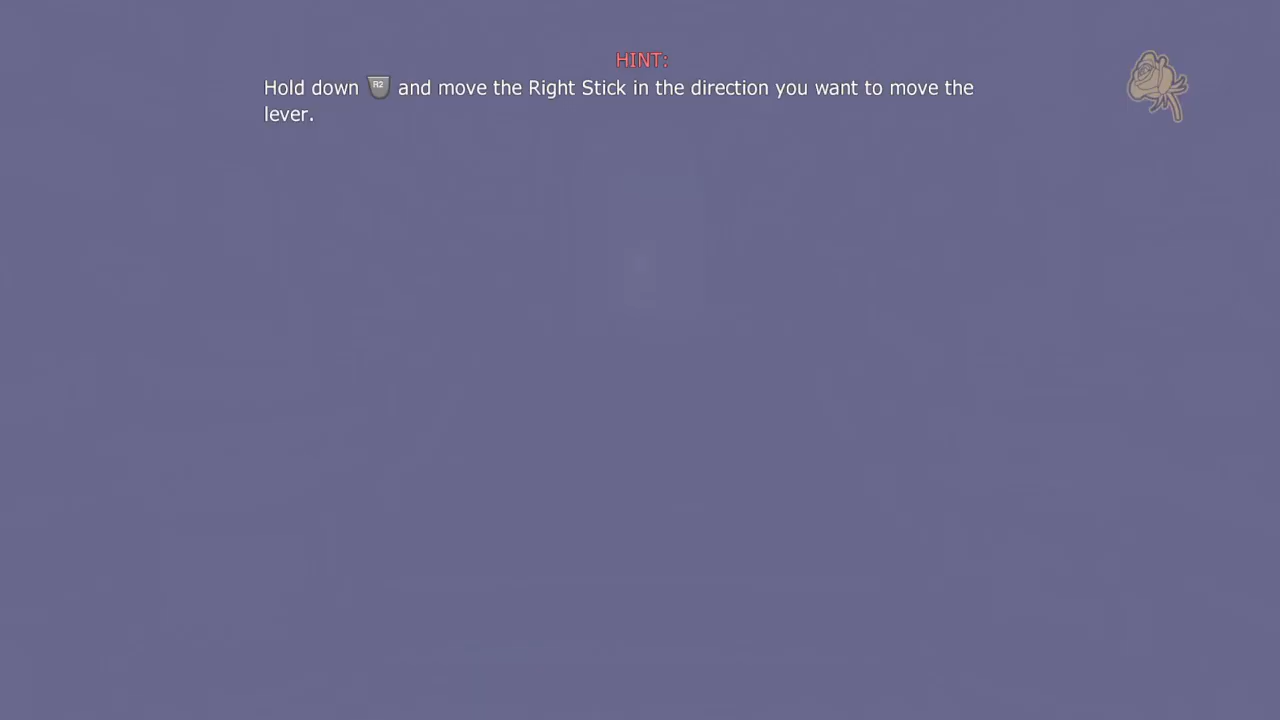 HINT:
Hold down R2 and move the Right Stick in the direction you want to move the
lever.